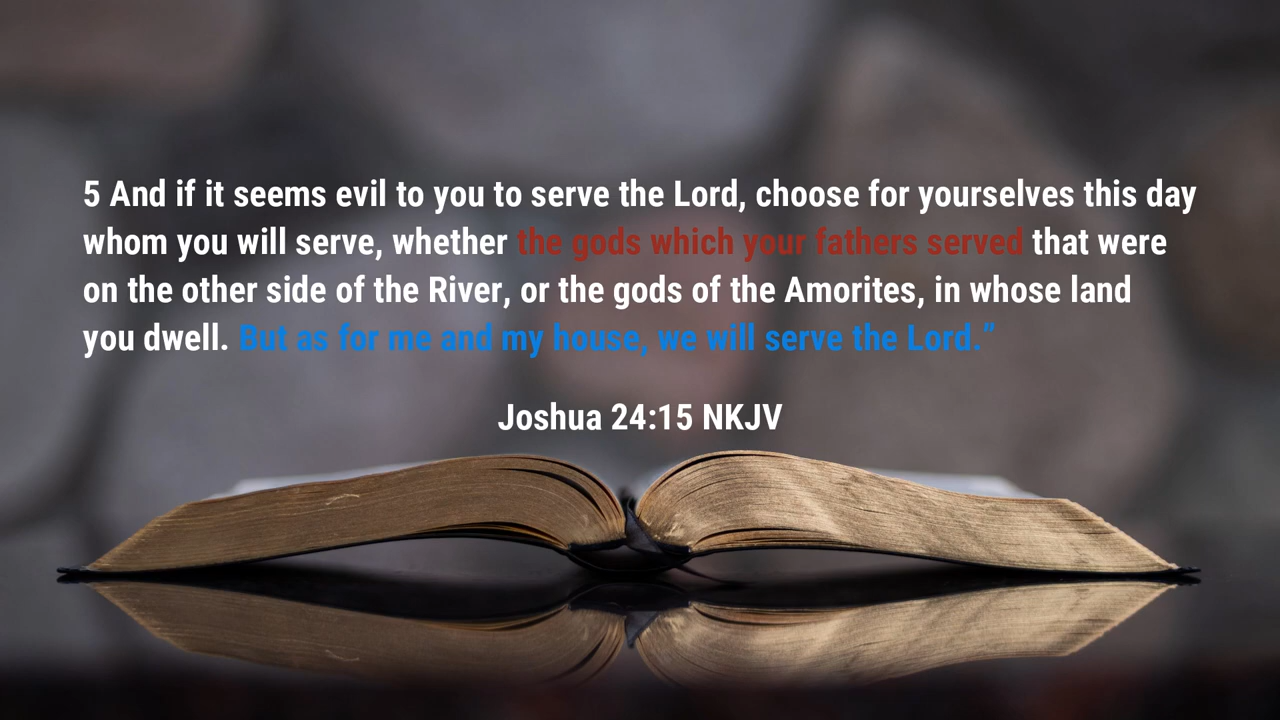 5 And if it seems evil to you to serve the Lord, choose for yourselves this day
whom you will serve, whether the gods which your fathers served that were
on the other side of the River, or the gods of the Amorites, in whose land
you dwell. But as for me and my house, we will serve the Lord.”
Joshua 24:15 NKJV